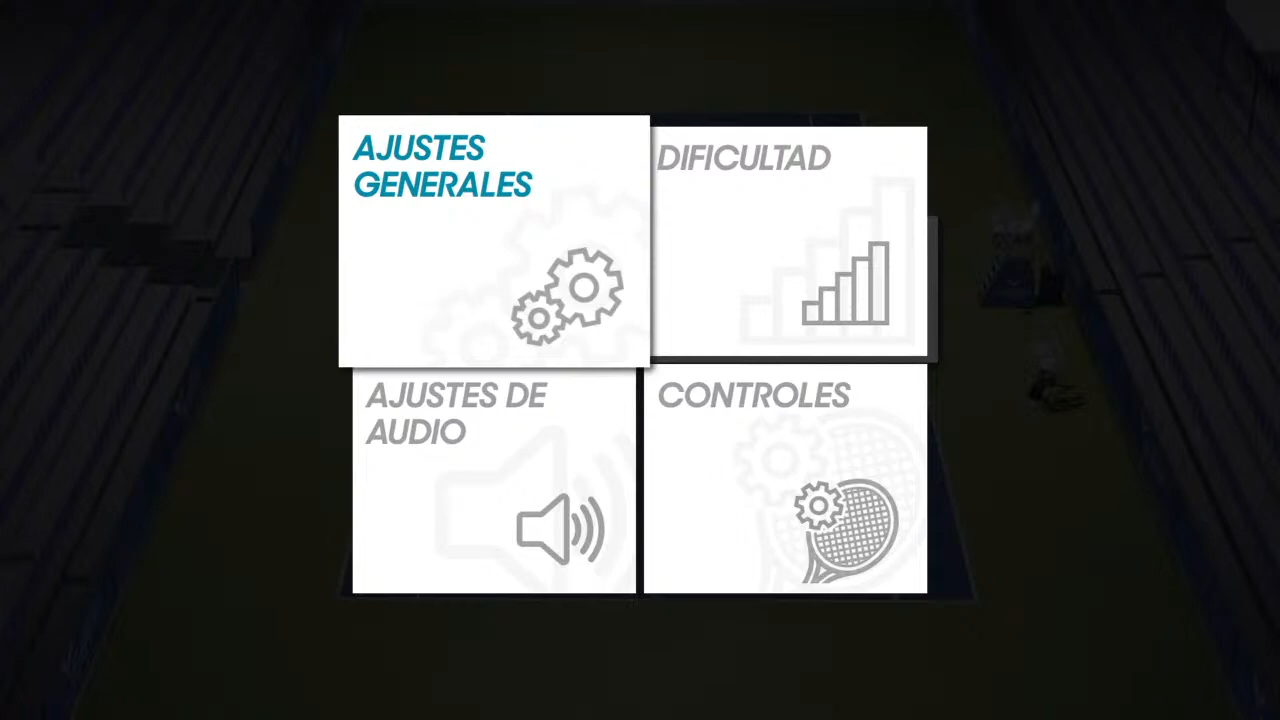 AJUSTES
GENERALES
DIFICULTAD
AJUSTES DE
AUDIO
CONTROLES